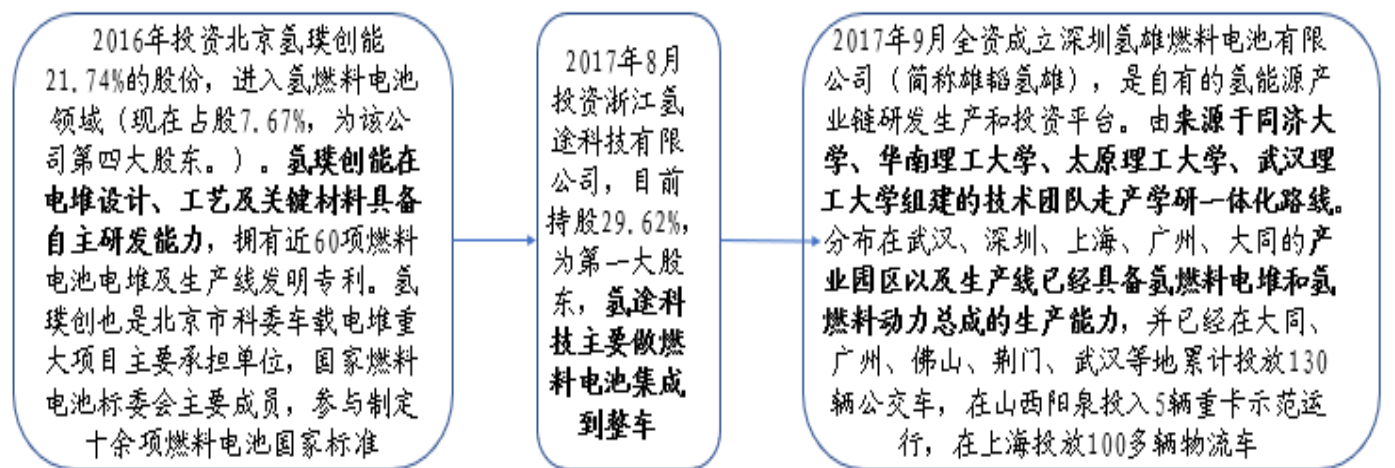 2016年投资北京氢璞创能
21.74%的股份，进入氢燃料电池
领域（现在占股7.67%，为该公
司第四大股东。）。氢璞创能在
电堆设计、工艺及关键材料具备
自主研发能力，拥有近60项燃料
电池电堆及生产线发明专利。氢
璞创也是北京市科委车载电堆重
大项目主要承担单位，国家燃料
电池标委会主要成员，参与制定
十余项燃料电池国家标准
2017年8月
投资浙江氢
途科技有限
公司，目前
持股29.62%，
为第一大股
东，氢途科
技主要做燃
料电池集成
到整车
2017年9月全资成立深圳氢雄燃料电池有限
公司（简称雄韬氢雄），是自有的氢能源产
业链研发生产和投资平台。由来源于同济大
学、华南理工大学、太原理工大学、武汉理
工大学组建的技术团队走产学研一体化路线。
分布在武汉、深圳、上海、广州、大同的产
业园区以及生产线已经具备氢燃料电堆和氢
燃料动力总成的生产能力，并已经在大同、
广州、佛山、荆门、武汉等地累计投放130
辆公交车，在山西阳泉投入5辆重卡示范运
行，在上海投放100多辆物流车